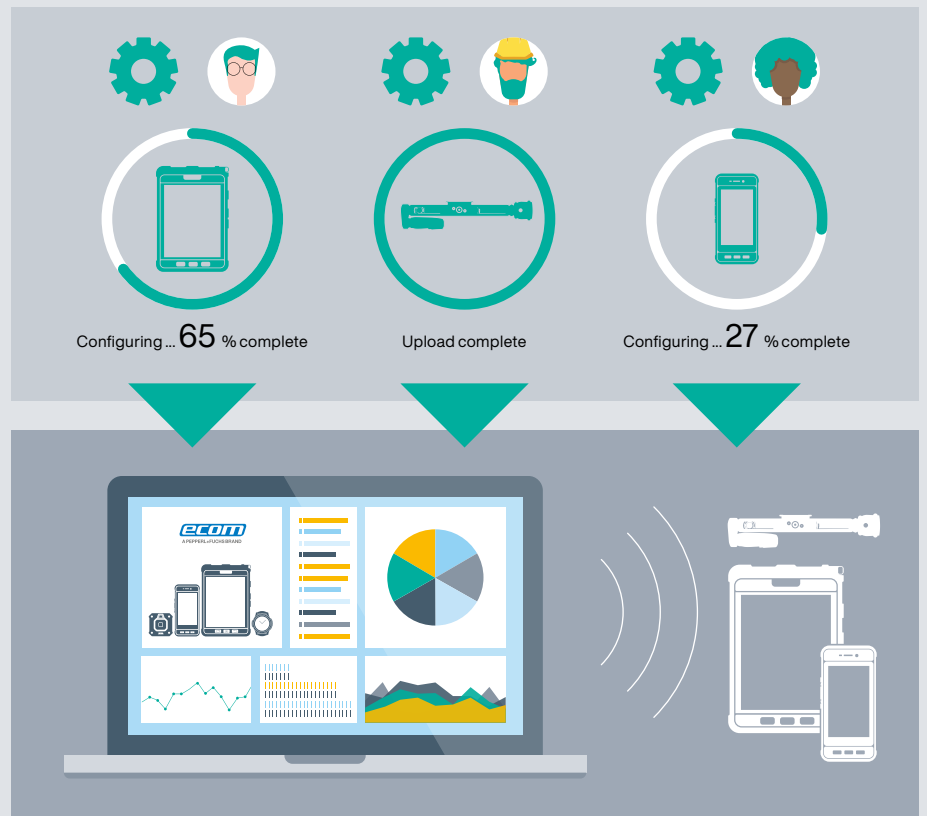 Configuring ... 65 % complete
Upload complete
Configuring ... 27 % complete
ecom
A PEPPERL+FUCHS BRAND